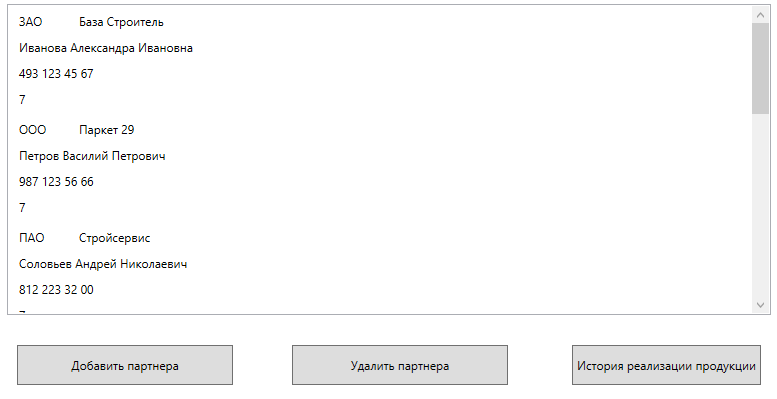 ЗАО База Строитель
Иванова Александра Ивановна
493 123 45 67
7
ООО Паркет 29
Петров Василий Петрович
987 123 56 66
7
ПАО Стройсервис
Соловьев Андрей Николаевич
812 223 32 00
Добавить партнера Удалить партнера История реализации продукции